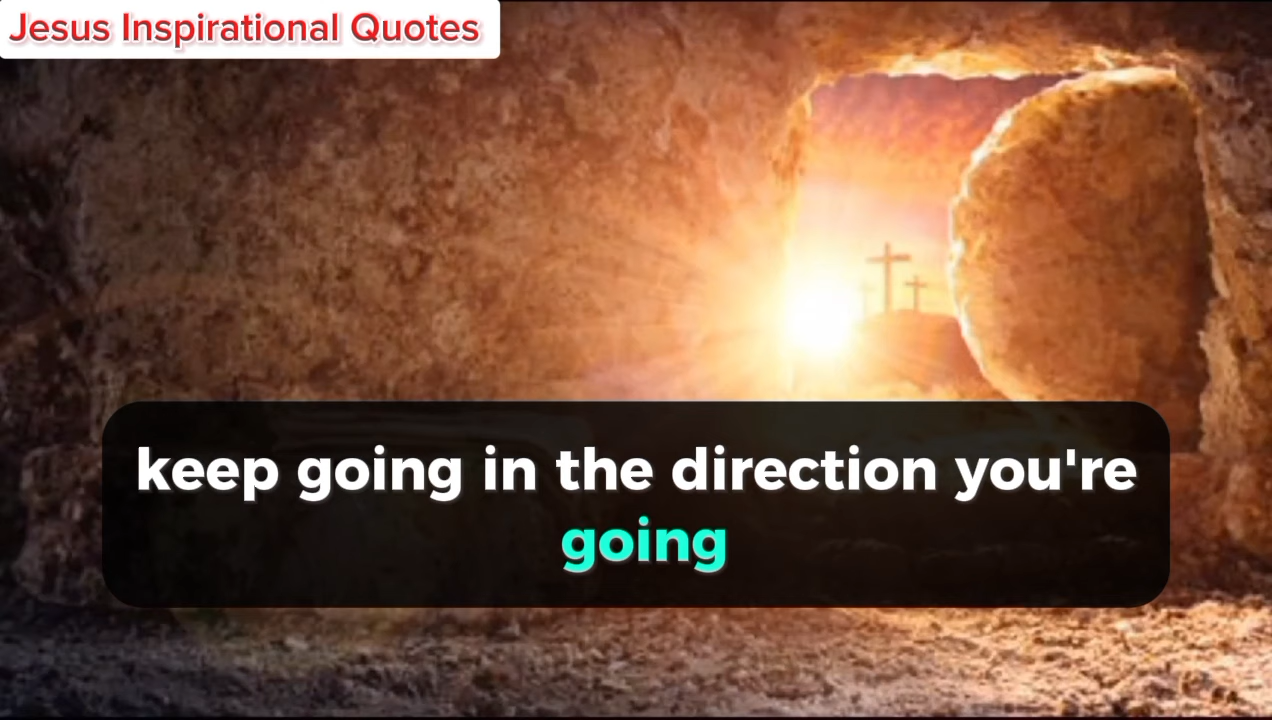 Jesus Inspirational Quotes
keep going in the direction you're
going